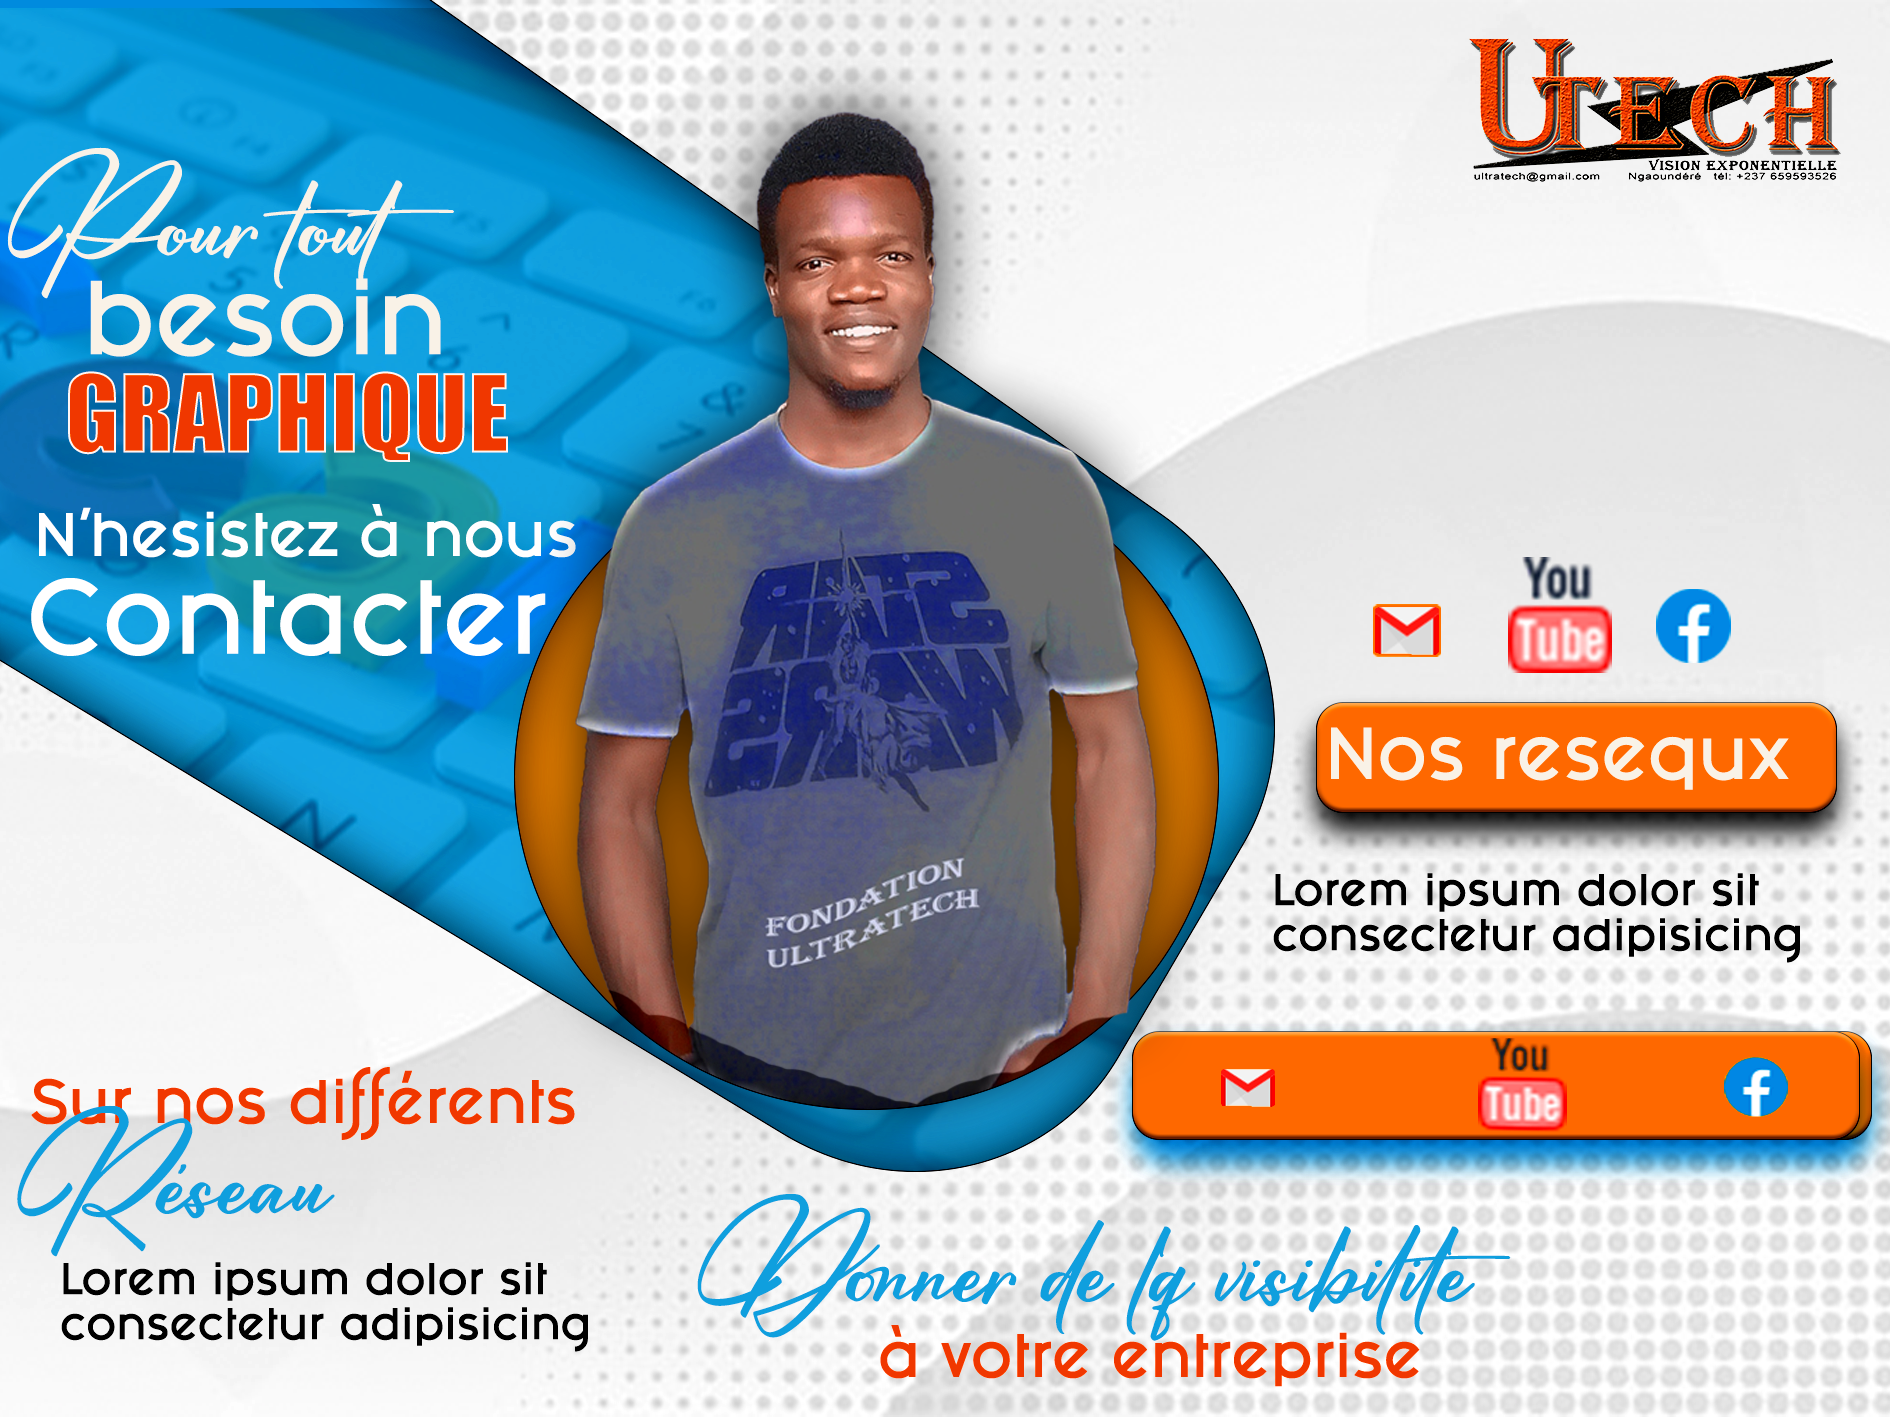 UTECH
VISION EXPONENTIELLE
ultratech@gmail.com Ngaoundéré tél: +237 659593526
Pour tout
besoin
GRAPHIQUE
N'hesistez à nous
Contacter
STAR
WARS
FONDATION
ULTRATECH
You
Tube
Nos resequx
Lorem ipsum dolor sit
consectetur adipisicing
You
Tube
Sur nos différents
Réseau
Lorem ipsum dolor sit
consectetur adipisicing
Donner de lq visibilite
à votre entreprise